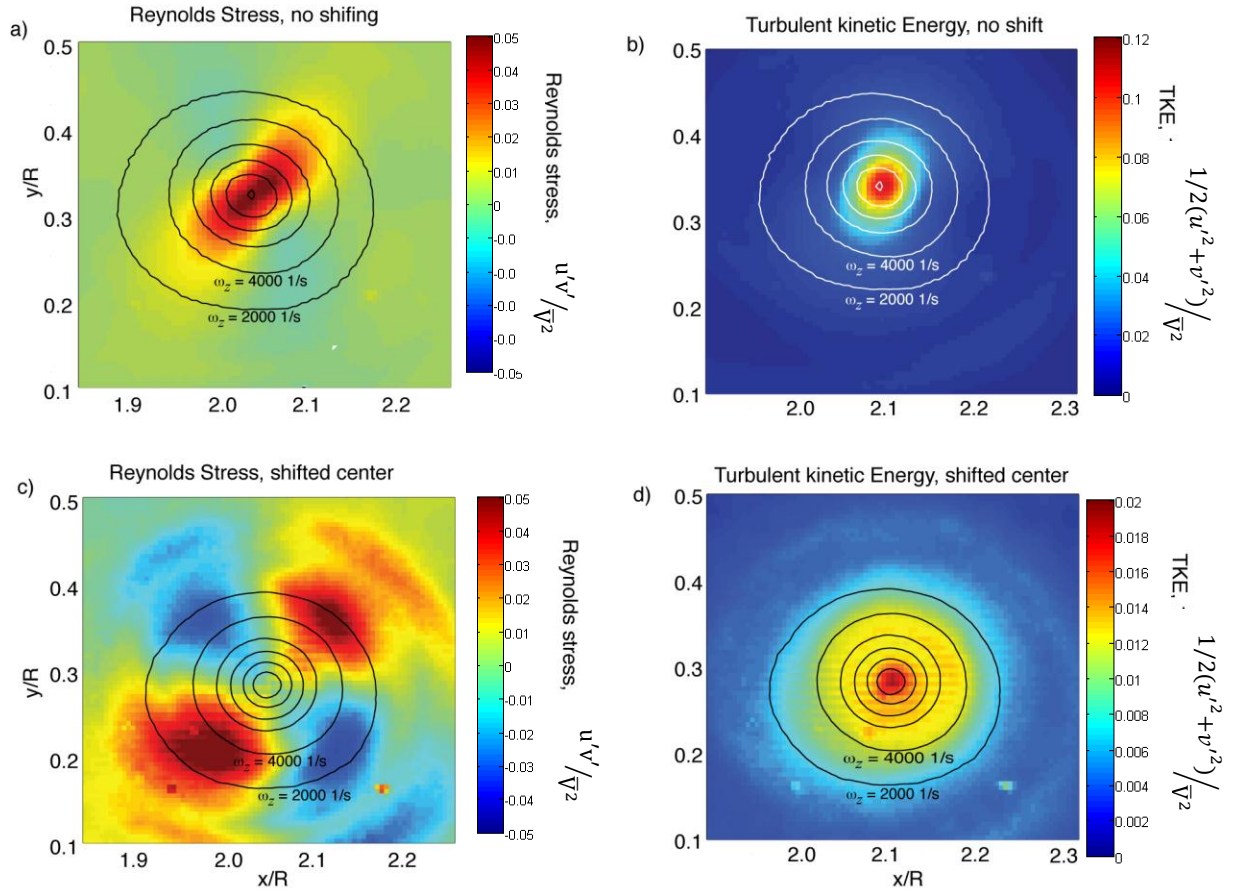 Reynolds Stress, no shifing
a)
0.5
0.4
0.3
0.2
0.1
y/R
1.9
2.0
2.1
2.2
ω_z = 4000 1/s
ω_z = 2000 1/s
0.05
0.04
0.03
0.02
0.01
0
-0.01
-0.0
-0.0
-0.0
-0.05
Reynolds stress,
u'v'/V̅²
Turbulent kinetic Energy, no shift
b)
0.5
0.4
0.3
0.2
0.1
2.0
2.1
2.2
2.3
ω_z = 4000 1/s
ω_z = 2000 1/s
0.12
0.1
0.08
0.06
0.04
0.02
0
TKE, .
1/2(u'²+v'²)/V̅²
Reynolds Stress, shifted center
c)
0.5
0.4
0.3
0.2
0.1
y/R
1.9
2.0
2.1
2.2
x/R
ω_z = 4000 1/s
ω_z = 2000 1/s
0.05
0.04
0.03
0.02
0.01
0
-0.01
-0.02
-0.03
-0.04
-0.05
Reynolds stress,
u'v'/V̅²
Turbulent kinetic Energy, shifted center
d)
0.5
0.4
0.3
0.2
0.1
2.0
2.1
2.2
2.3
x/R
ω_z = 4000 1/s
ω_z = 2000 1/s
0.02
0.018
0.016
0.014
0.012
0.01
0.008
0.006
0.004
0.002
0
TKE, .
1/2(u'²+v'²)/V̅²